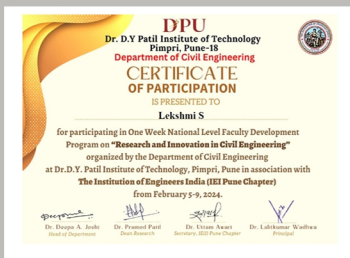 DPU
Dr. D.Y Patil Institute of Technology
Pimpri, Pune-18
Department of Civil Engineering
CERTIFICATE
OF PARTICIPATION
IS PRESENTED TO
Lekshmi S
for participating in One Week National Level Faculty Development
Program on "Research and Innovation in Civil Engineering"
organized by the Department of Civil Engineering
at Dr.D.Y. Patil Institute of Technology, Pimpri, Pune in association with
The Institution of Engineers India (IEI Pune Chapter)
from February 5-9, 2024.
Dr. Deepa A. Joshi Dr. Pramod Patil Dr. Uttam Awari Dr. Lalitkumar Wadhwa
Head of Department Dean Research Secretary, Pune Chapter Principal